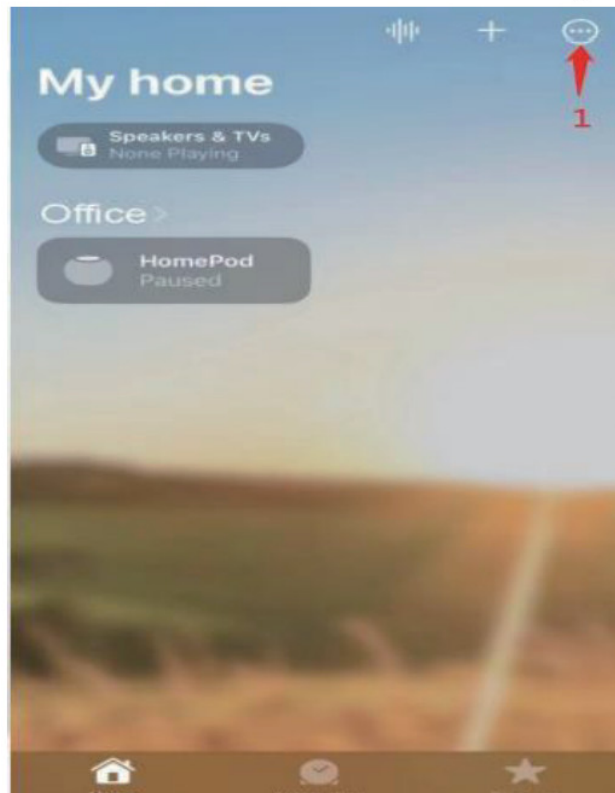 My home
1
Speakers & TVs
None Playing
Office >
HomePod
Paused